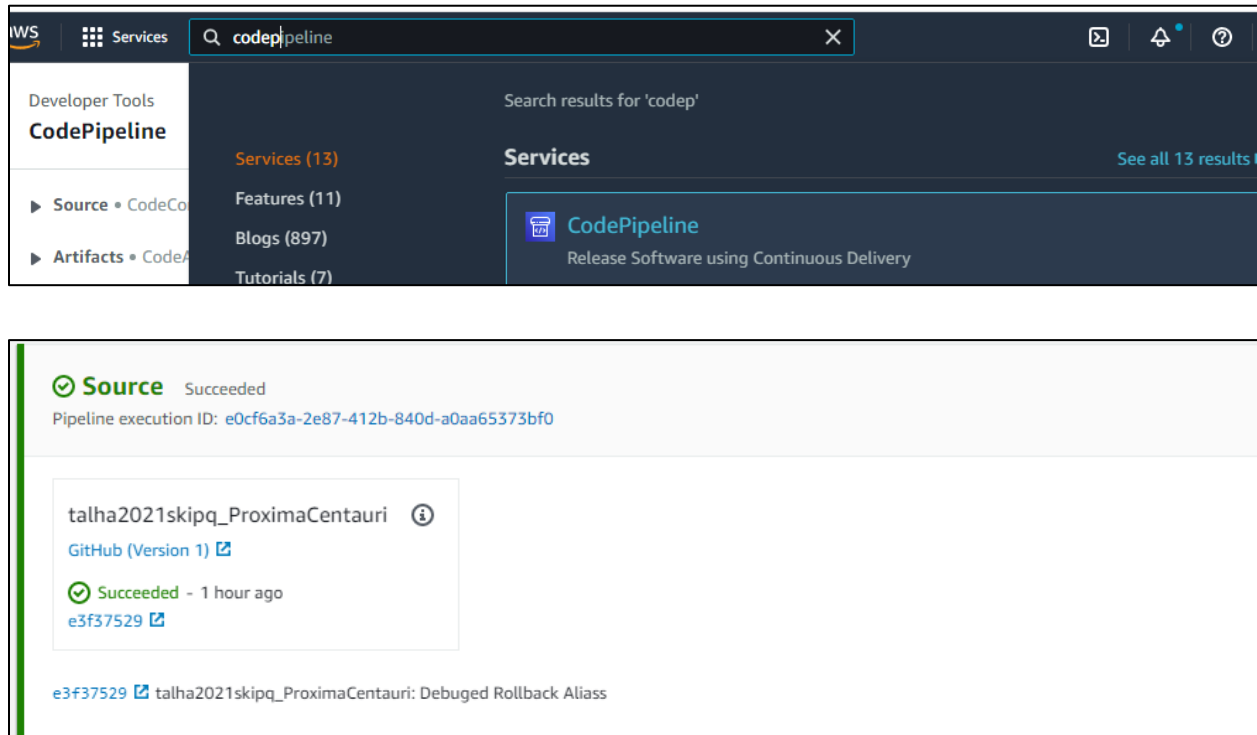 aws
Services
codepipeline
Developer Tools
CodePipeline
Source • CodeCo
Artifacts • CodeA
Services (13)
Features (11)
Blogs (897)
Tutorials (7)
Search results for 'codep'
Services
See all 13 results
CodePipeline
Release Software using Continuous Delivery
Source Succeeded
Pipeline execution ID: e0cf6a3a-2e87-412b-840d-a0aa65373bf0
talha2021skipq_ProximaCentauri
GitHub (Version 1)
Succeeded - 1 hour ago
e3f37529
e3f37529 talha2021skipq_ProximaCentauri: Debuged Rollback Aliass